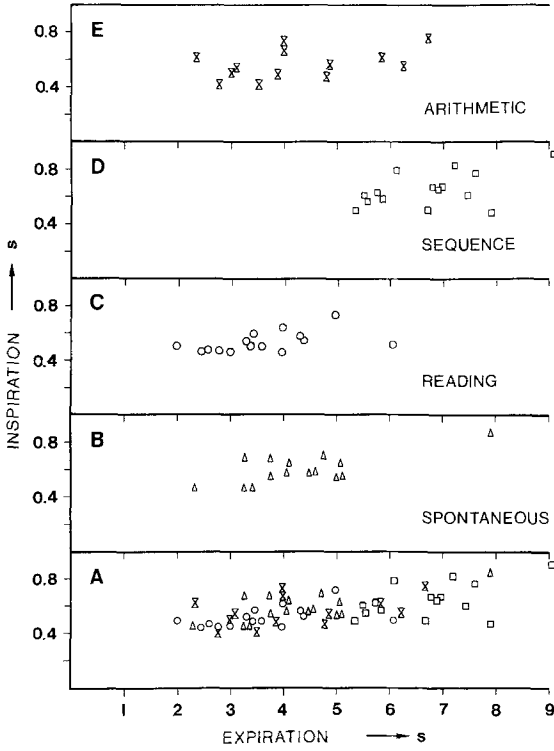 E
0.8
0.4
ARITHMETIC
D
0.8
0.4
SEQUENCE
C
0.8
0.4
READING
B
0.8
0.4
SPONTANEOUS
A
0.8
0.4
INSPIRATION → s
1 2 3 4 5 6 7 8 9
EXPIRATION → s